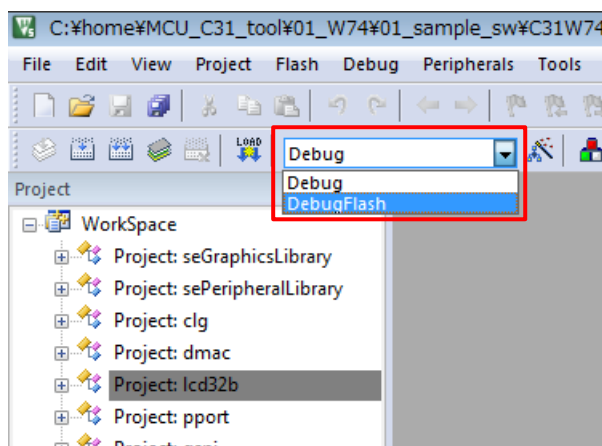 C:¥home¥MCU_C31_tool¥01_W74¥01_sample_sw¥C31W74
File Edit View Project Flash Debug Peripherals Tools
LOAD Debug
Debug
DebugFlash
Project
WorkSpace
Project: seGraphicsLibrary
Project: sePeripheralLibrary
Project: clg
Project: dmac
Project: lcd32b
Project: pport